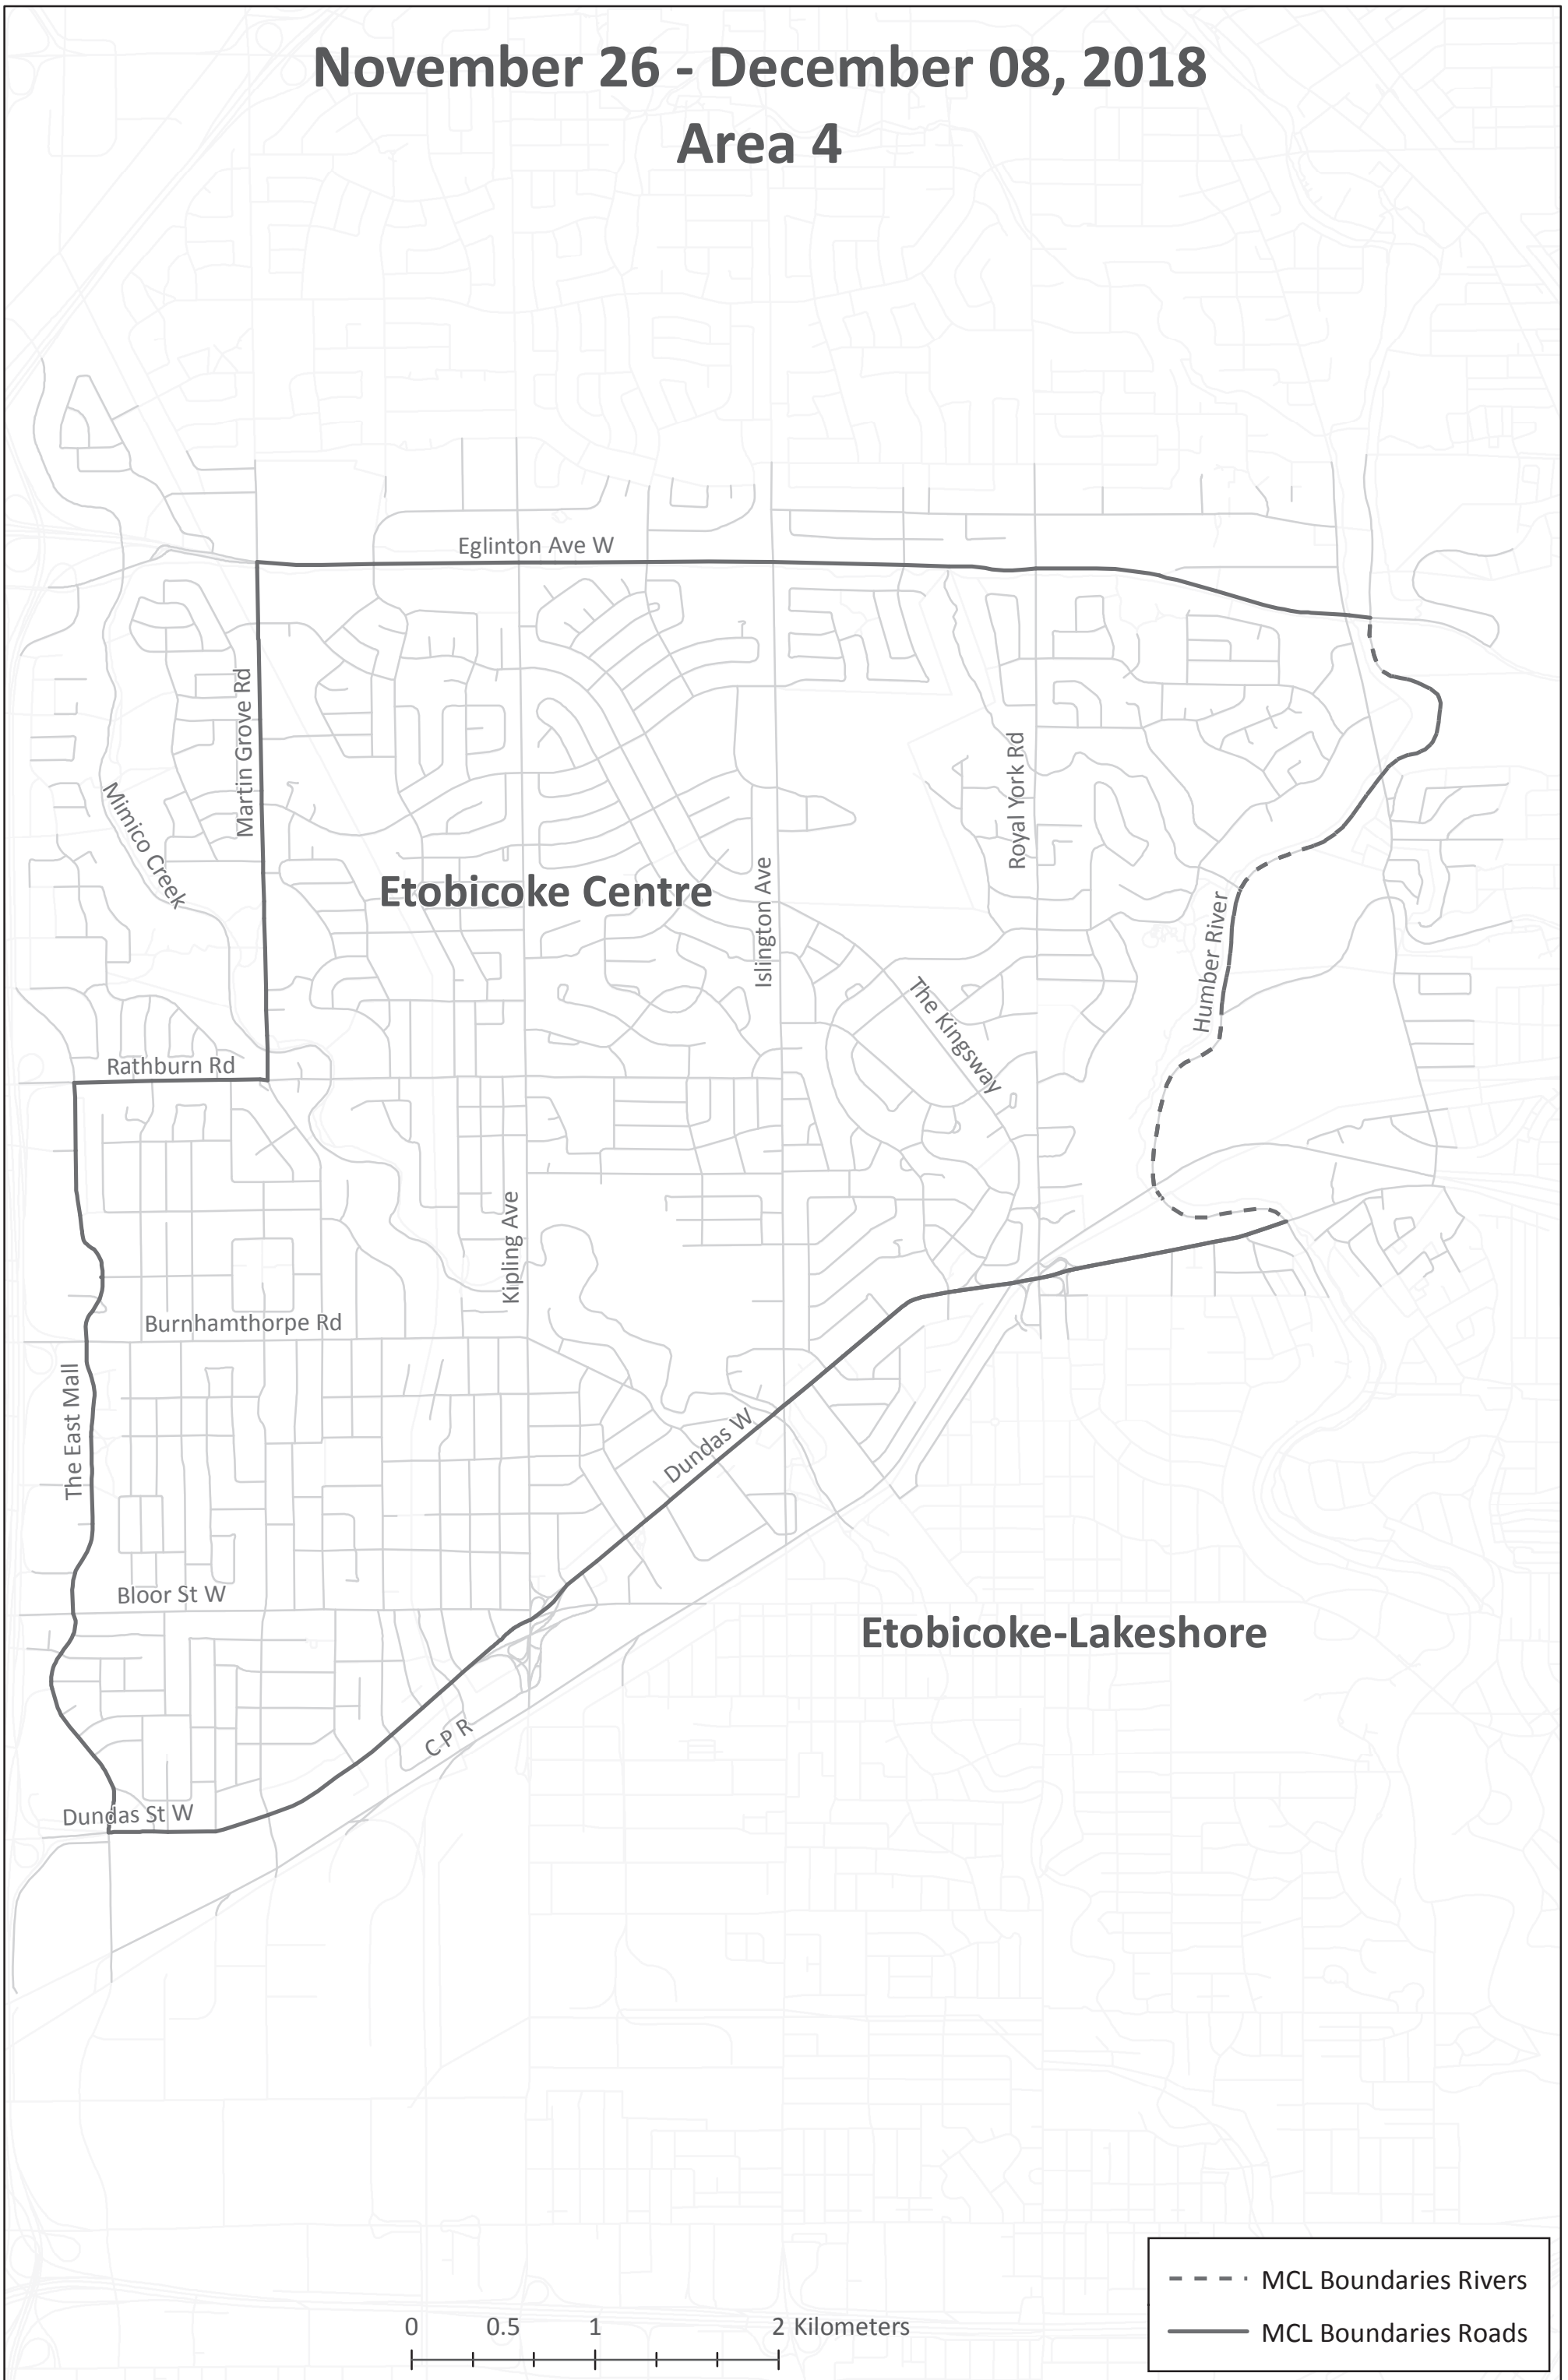 November 26 - December 08, 2018
Area 4
Eglinton Ave W
Martin Grove Rd
Royal York Rd
Mimico Creek
Etobicoke Centre
Islington Ave
Humber River
The Kingsway
Rathburn Rd
Kipling Ave
Burnhamthorpe Rd
The East Mall
Dundas W
Bloor St W
Etobicoke-Lakeshore
C P R
Dundas St W
MCL Boundaries Rivers
MCL Boundaries Roads
0 0.5 1 2 Kilometers